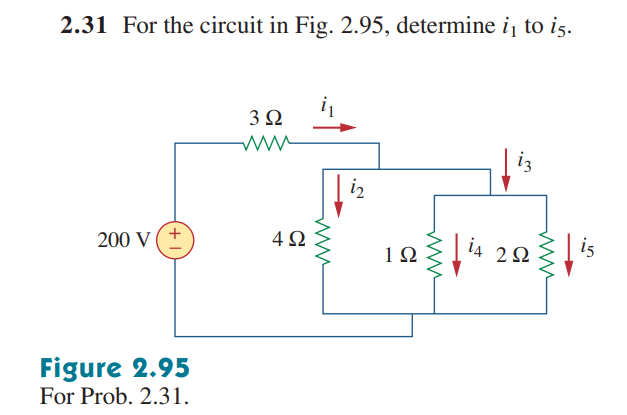 2.31 For the circuit in Fig. 2.95, determine i₁ to i₅.
3 Ω
i₁
i₃
i₂
200 V
+
−
4 Ω
1 Ω
i₄
2 Ω
i₅
Figure 2.95
For Prob. 2.31.